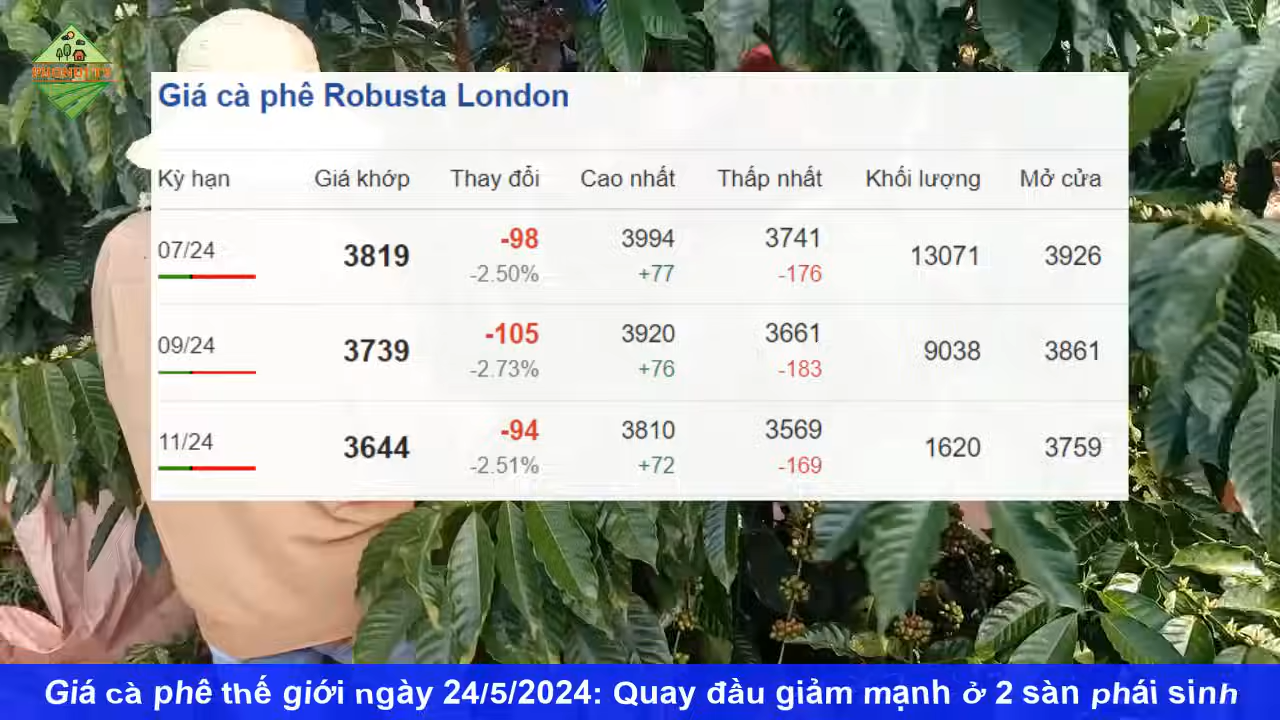 Giá cà phê Robusta London
Kỳ hạn Giá khớp Thay đổi Cao nhất Thấp nhất Khối lượng Mở cửa
07/24 3819 -98 3994 3741 13071 3926
-2.50% +77 -176
09/24 3739 -105 3920 3661 9038 3861
-2.73% +76 -183
11/24 3644 -94 3810 3569 1620 3759
-2.51% +72 -169
Giá cà phê thế giới ngày 24/5/2024: Quay đầu giảm mạnh ở 2 sàn phái sinh